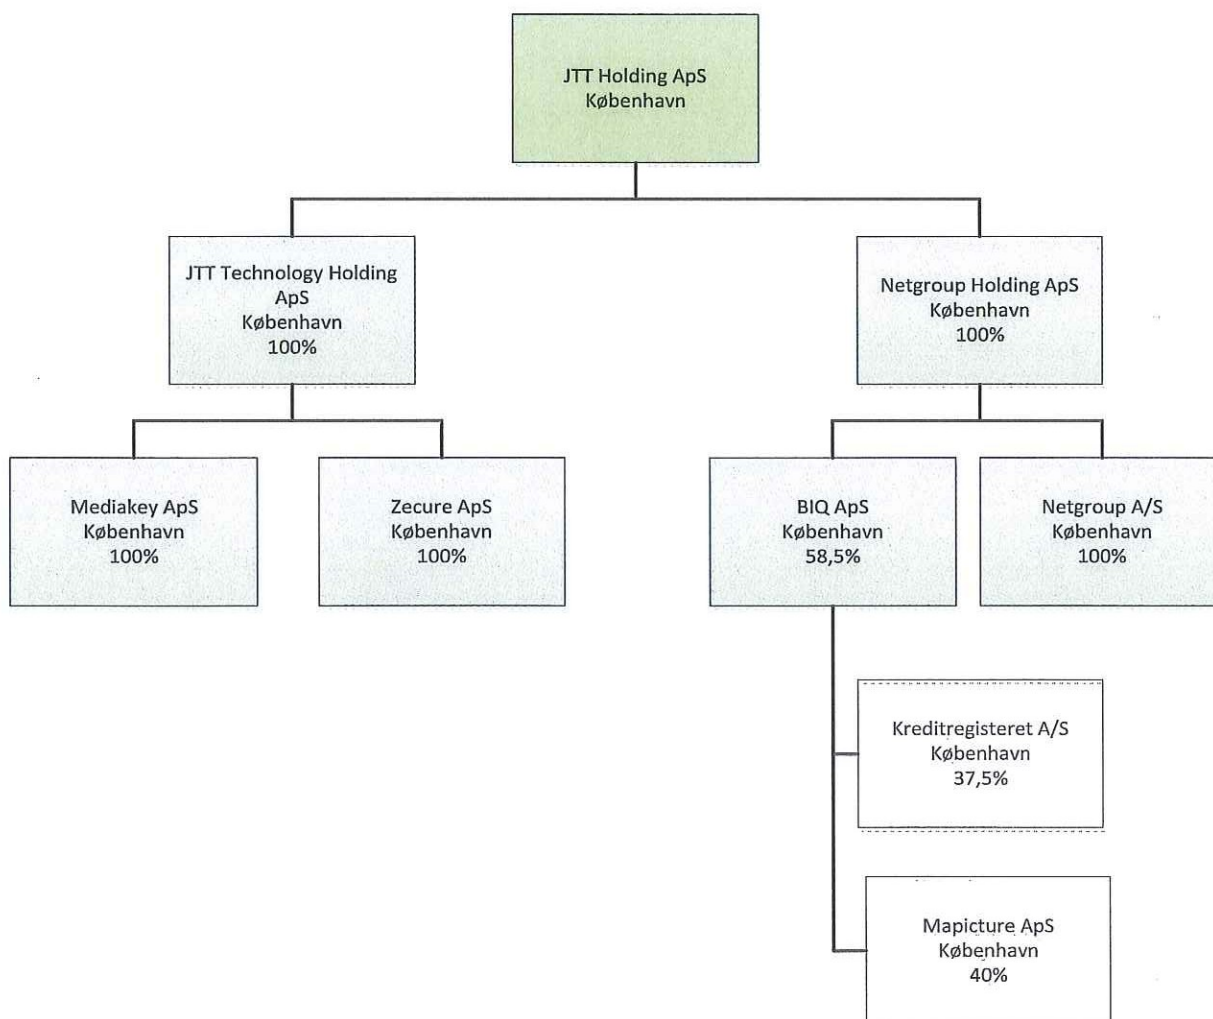 JTT Holding ApS
København
JTT Technology Holding
ApS
København
100%
Netgroup Holding ApS
København
100%
Mediakey ApS
København
100%
Zecure ApS
København
100%
BIQ ApS
København
58,5%
Netgroup A/S
København
100%
Kreditregisteret A/S
København
37,5%
Mapicture ApS
København
40%